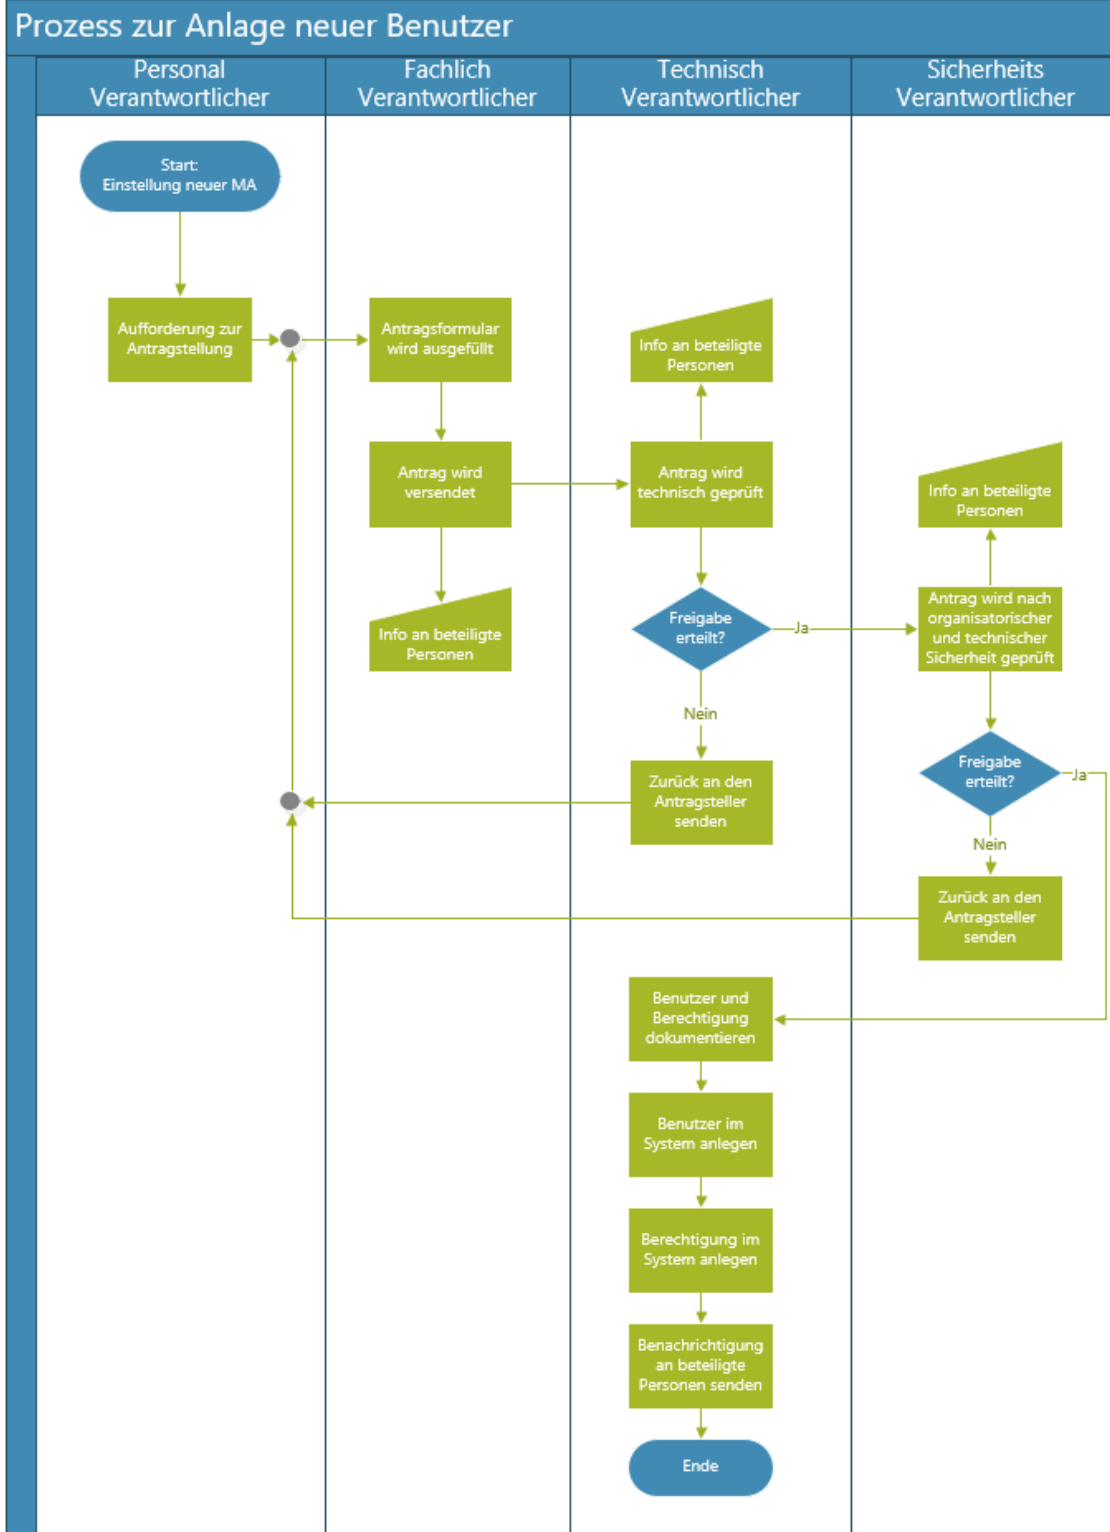 Prozess zur Anlage neuer Benutzer
Personal
Verantwortlicher
Fachlich
Verantwortlicher
Technisch
Verantwortlicher
Sicherheits
Verantwortlicher
Start:
Einstellung neuer MA
Aufforderung zur
Antragstellung
Antragsformular
wird ausgefüllt
Info an beteiligte
Personen
Antrag wird
versendet
Antrag wird
technisch geprüft
Info an beteiligte
Personen
Info an beteiligte
Personen
Freigabe
erteilt?
Ja
Antrag wird nach
organisatorischer
und technischer
Sicherheit geprüft
Nein
Freigabe
erteilt?
Ja
Zurück an den
Antragsteller
senden
Nein
Zurück an den
Antragsteller
senden
Benutzer und
Berechtigung
dokumentieren
Benutzer im
System anlegen
Berechtigung im
System anlegen
Benachrichtigung
an beteiligte
Personen senden
Ende